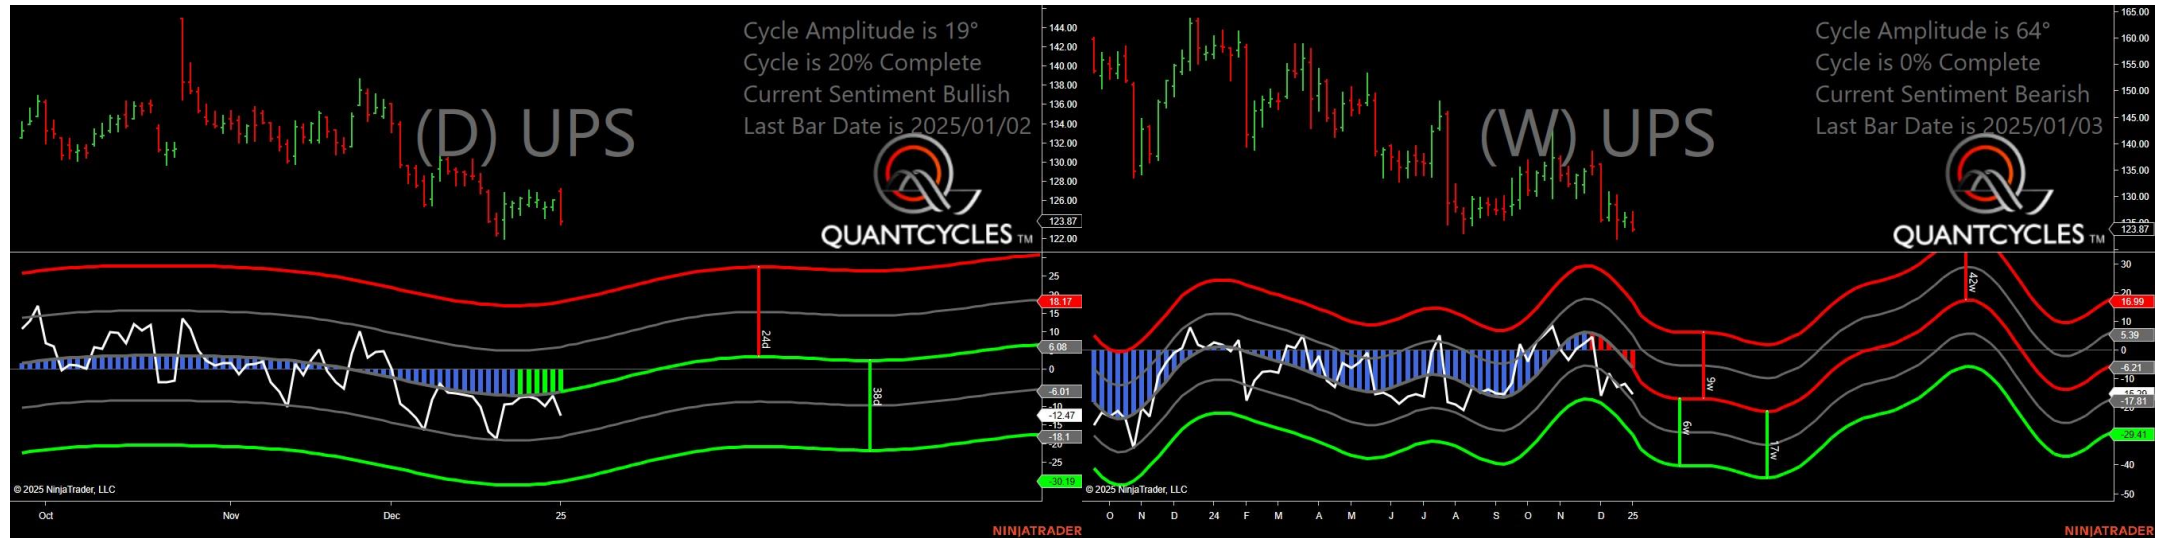 Cycle Amplitude is 19°
Cycle is 20% Complete
Current Sentiment Bullish
Last Bar Date is 2025/01/02
(D) UPS
QUANTCYCLES TM
144.00
142.00
140.00
138.00
136.00
134.00
132.00
130.00
128.00
126.00
123.87
122.00
25
18.17
15
10
6.08
0
-6.01
-10
-12.47
-15
-18.1
-25
-30.19
24d
38d
© 2025 NinjaTrader, LLC
Oct Nov Dec 25
NINJATRADER
Cycle Amplitude is 64°
Cycle is 0% Complete
Current Sentiment Bearish
Last Bar Date is 2025/01/03
(W) UPS
QUANTCYCLES TM
165.00
160.00
155.00
150.00
145.00
140.00
135.00
130.00
125.00
123.87
30
20
16.99
10
5.39
0
-6.21
-10
-17.81
-29.41
-40
-50
42w
9w
6w
17w
© 2025 NinjaTrader, LLC
O N D 24 F M A M J J A S O N D 25
NINJATRADER